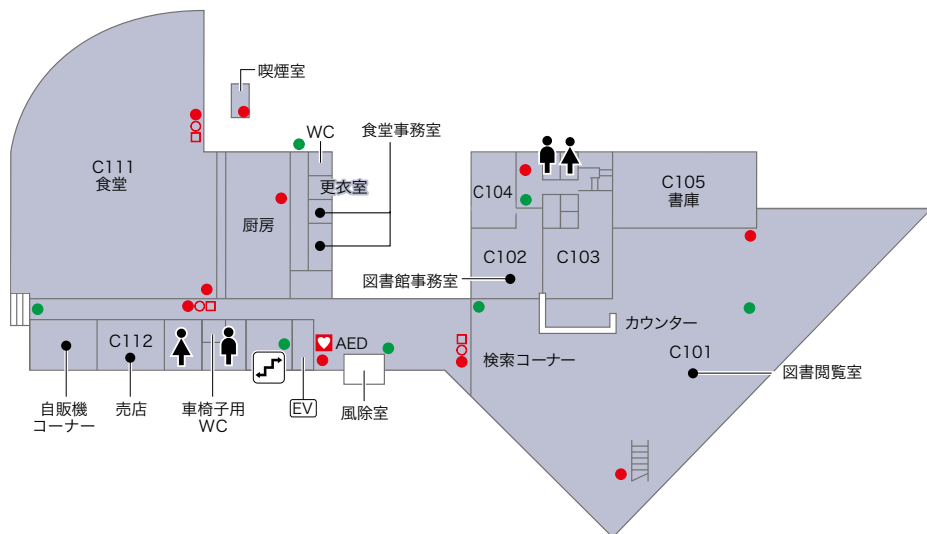 喫煙室
WC
食堂事務室
C111
食堂
更衣室
厨房
C104
C105
書庫
C102
C103
図書館事務室
カウンター
C112
AED
検索コーナー
C101
図書閲覧室
自販機
コーナー
売店
車椅子用
WC
EV
風除室